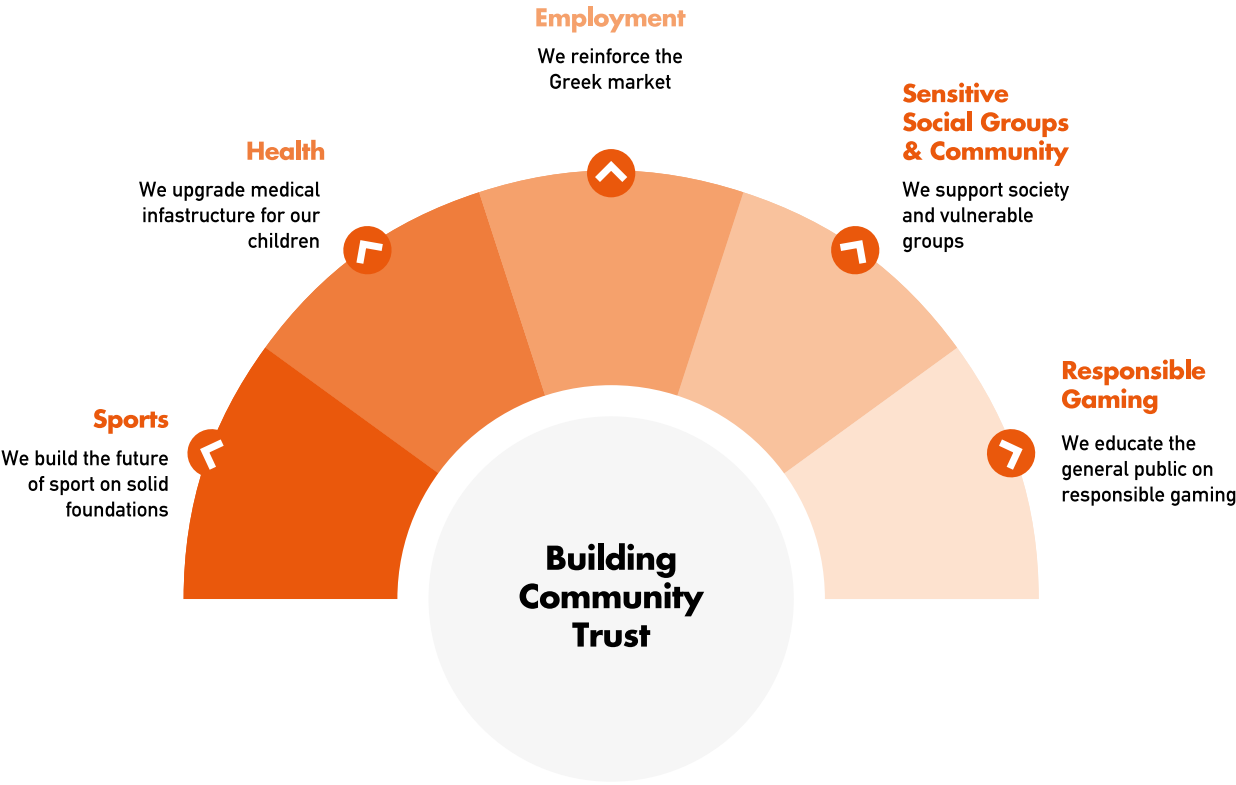 Employment
We reinforce the
Greek market
Sensitive
Social Groups
& Community
We support society
and vulnerable
groups
Health
We upgrade medical
infastructure for our
children
Responsible
Gaming
We educate the
general public on
responsible gaming
Sports
We build the future
of sport on solid
foundations
Building
Community
Trust